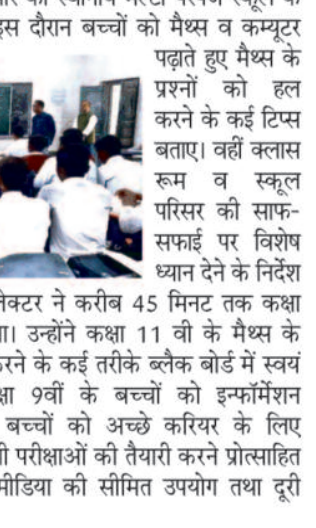 इस दौरान बच्चों को मैथ्स व कम्यूटर
पढ़ाते हुए मैथ्स के
प्रश्नों को हल
करने के कई टिप्स
बताए। वहीं क्लास
रूम व स्कूल
परिसर की साफ-
सफाई पर विशेष
ध्यान देने के निर्देश
ने करीब 45 मिनट तक कक्षा
उन्होंने कक्षा 11 वी के मैथ्स के
के कई तरीके ब्लैक बोर्ड में स्वयं
9वीं के बच्चों को इन्फॉर्मेशन
बच्चों को अच्छे करियर के लिए
परीक्षाओं की तैयारी करने प्रोत्साहित
मीडिया की सीमित उपयोग तथा दूरी